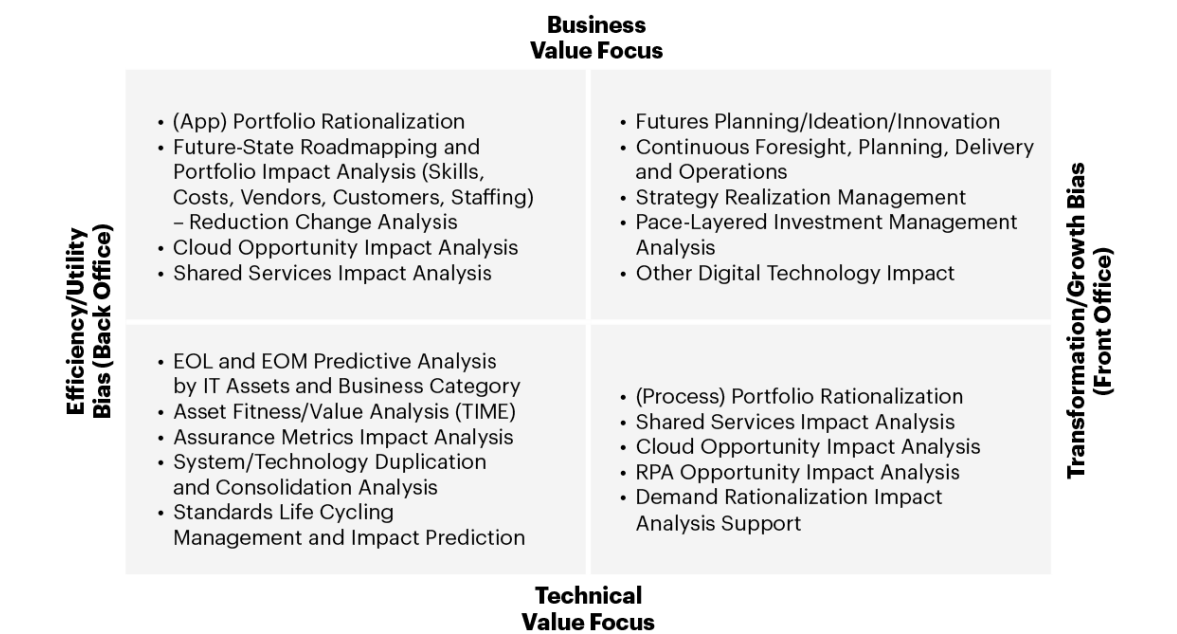 Business
Value Focus
Efficiency/Utility
Bias (Back Office)
• (App) Portfolio Rationalization
• Future-State Roadmapping and
Portfolio Impact Analysis (Skills,
Costs, Vendors, Customers, Staffing)
– Reduction Change Analysis
• Cloud Opportunity Impact Analysis
• Shared Services Impact Analysis
• Futures Planning/Ideation/Innovation
• Continuous Foresight, Planning, Delivery
and Operations
• Strategy Realization Management
• Pace-Layered Investment Management
Analysis
• Other Digital Technology Impact
• EOL and EOM Predictive Analysis
by IT Assets and Business Category
• Asset Fitness/Value Analysis (TIME)
• Assurance Metrics Impact Analysis
• System/Technology Duplication
and Consolidation Analysis
• Standards Life Cycling
Management and Impact Prediction
• (Process) Portfolio Rationalization
• Shared Services Impact Analysis
• Cloud Opportunity Impact Analysis
• RPA Opportunity Impact Analysis
• Demand Rationalization Impact
Analysis Support
Transformation/Growth Bias
(Front Office)
Technical
Value Focus